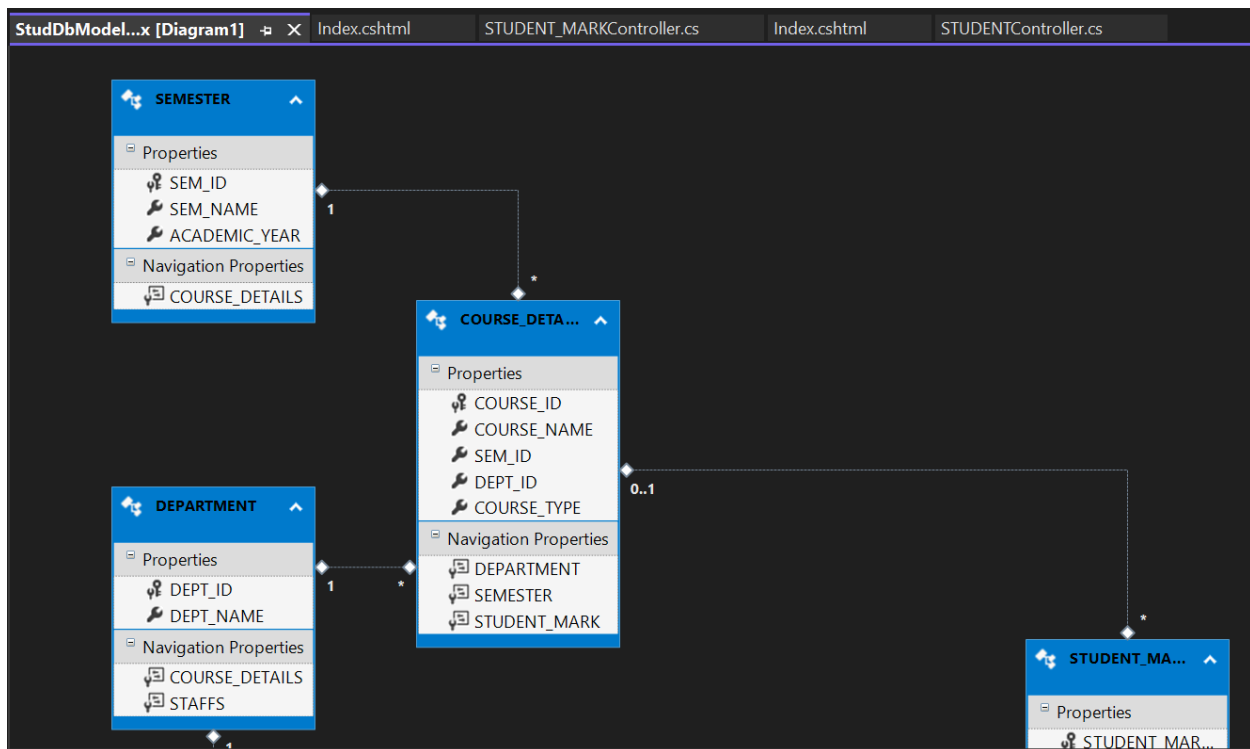 StudDbModel...x [Diagram1] Index.cshtml STUDENT_MARKController.cs Index.cshtml STUDENTController.cs
SEMESTER
Properties
SEM_ID
SEM_NAME
ACADEMIC_YEAR
Navigation Properties
COURSE_DETAILS
1
*
COURSE_DETA...
Properties
COURSE_ID
COURSE_NAME
SEM_ID
DEPT_ID
COURSE_TYPE
Navigation Properties
DEPARTMENT
SEMESTER
STUDENT_MARK
0..1
*
DEPARTMENT
Properties
DEPT_ID
DEPT_NAME
Navigation Properties
COURSE_DETAILS
STAFFS
1
*
1
STUDENT_MA...
Properties
STUDENT_MAR...